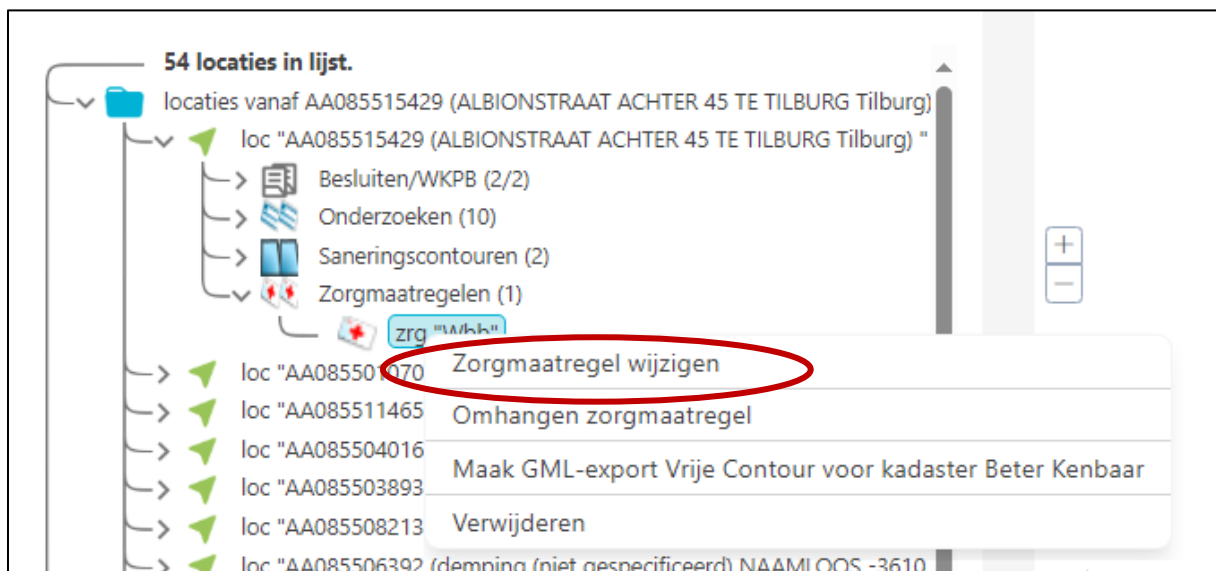 54 locaties in lijst.
locaties vanaf AA085515429 (ALBIONSTRAAT ACHTER 45 TE TILBURG Tilburg)
loc "AA085515429 (ALBIONSTRAAT ACHTER 45 TE TILBURG Tilburg) "
Besluiten/WKPB (2/2)
Onderzoeken (10)
Saneringscontouren (2)
Zorgmaatregelen (1)
zrg "Wbb"
Zorgmaatregel wijzigen
loc "AA085501070
loc "AA085511465
Omhangen zorgmaatregel
loc "AA085504016
Maak GML-export Vrije Contour voor kadaster Beter Kenbaar
loc "AA085503893
loc "AA085508213
Verwijderen
loc "AA085506392 (demping (niet gespecificeerd) NAAMLOOS -3610